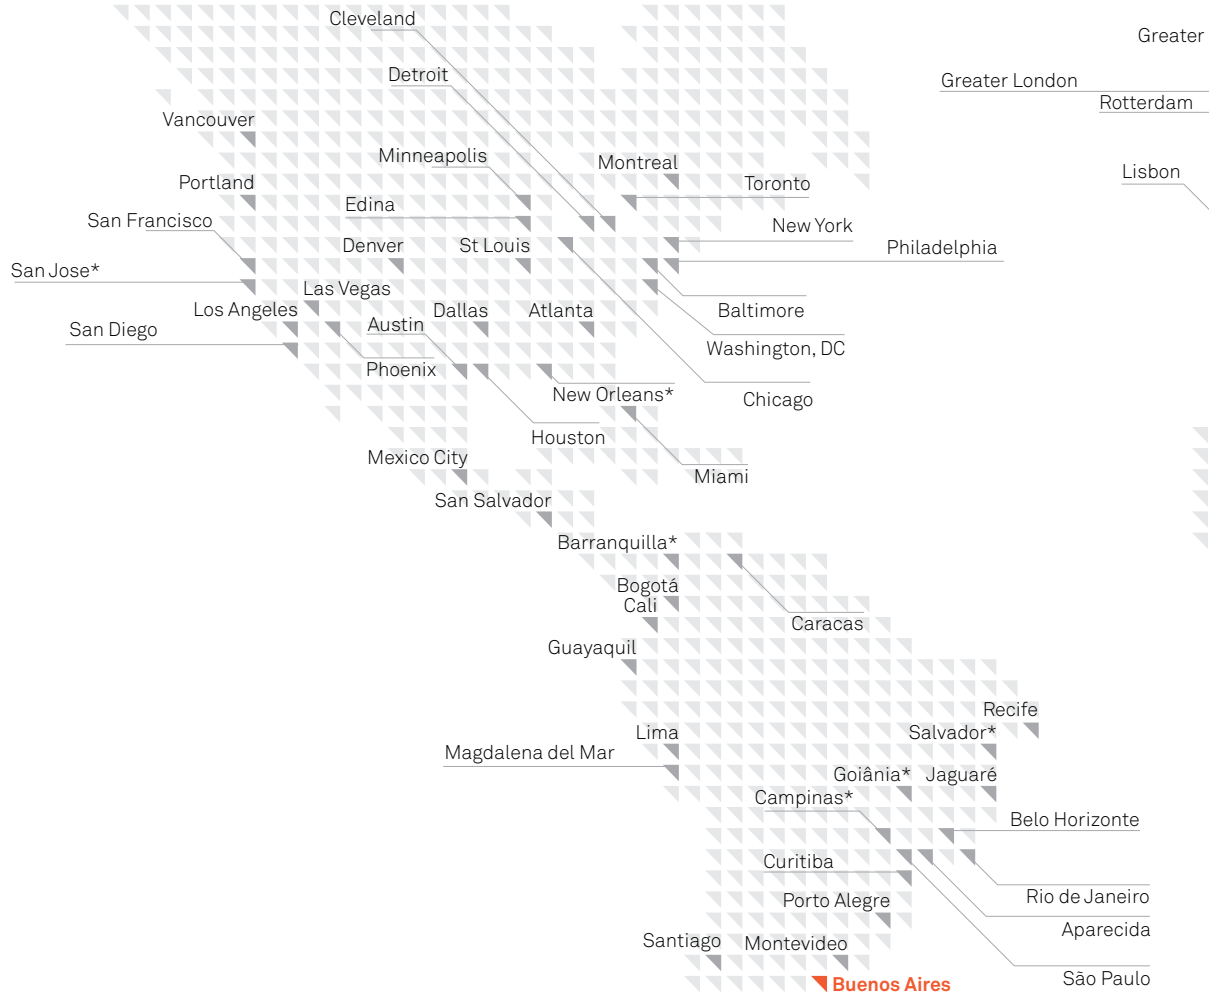 Cleveland
Greater
Detroit
Greater London
Rotterdam
Vancouver
Minneapolis
Montreal
Lisbon
Portland
Toronto
Edina
San Francisco
New York
Denver
St Louis
Philadelphia
San Jose*
Las Vegas
Los Angeles
Dallas
Atlanta
Baltimore
Austin
San Diego
Washington, DC
Phoenix
New Orleans*
Chicago
Houston
Mexico City
Miami
San Salvador
Barranquilla*
Bogotá
Cali
Caracas
Guayaquil
Recife
Lima
Salvador*
Magdalena del Mar
Goiânia*
Jaguaré
Campinas*
Belo Horizonte
Curitiba
Rio de Janeiro
Porto Alegre
Aparecida
Santiago
Montevideo
São Paulo
Buenos Aires